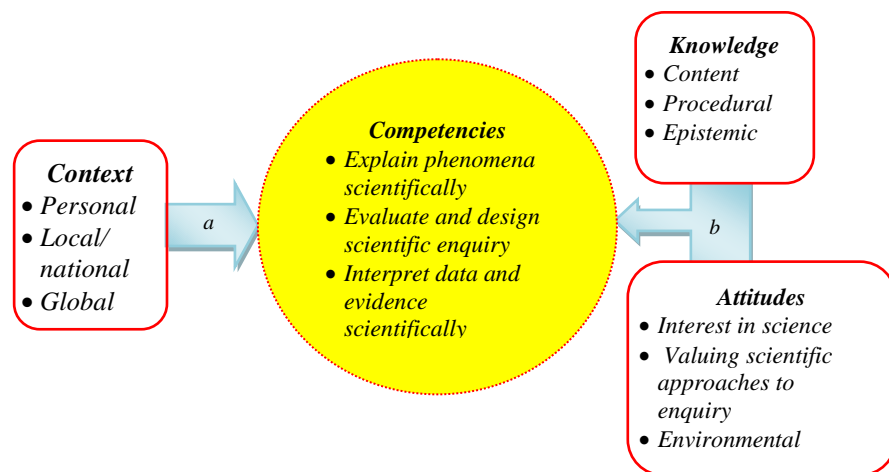 Context
• Personal
• Local/
national
• Global
a
Competencies
• Explain phenomena
scientifically
• Evaluate and design
scientific enquiry
• Interpret data and
evidence
scientifically
Knowledge
• Content
• Procedural
• Epistemic
b
Attitudes
• Interest in science
• Valuing scientific
approaches to
enquiry
• Environmental